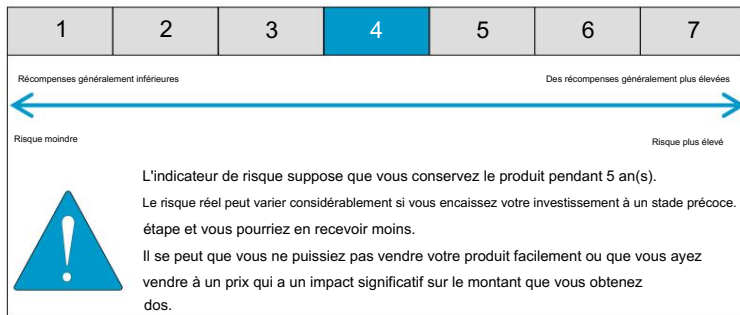 1 2 3 4 5 6 7
Récompenses généralement inférieures Des récompenses généralement plus élevées
Risque moindre Risque plus élevé
L'indicateur de risque suppose que vous conservez le produit pendant 5 an(s).
Le risque réel peut varier considérablement si vous encaissez votre investissement à un stade précoce.
étape et vous pourriez en recevoir moins.
Il se peut que vous ne puissiez pas vendre votre produit facilement ou que vous ayez
vendre à un prix qui a un impact significatif sur le montant que vous obtenez
dos.